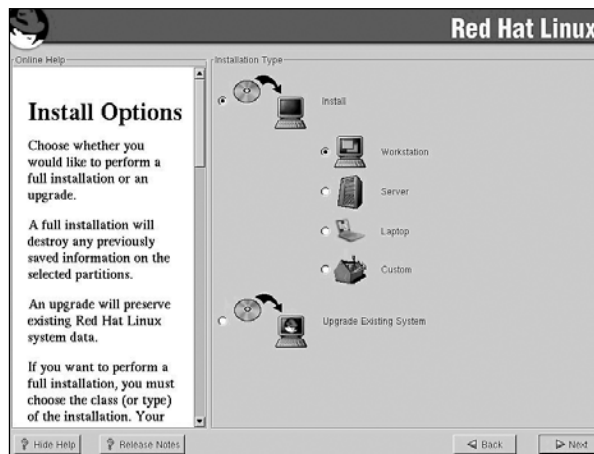 Red Hat Linux
Online Help
Installation Type
Install Options
Choose whether you
would like to perform a
full installation or an
upgrade.
A full installation will
destroy any previously
saved information on the
selected partitions.
An upgrade will preserve
existing Red Hat Linux
system data.
If you want to perform a
full installation, you must
choose the class (or type)
of the installation. Your
Install
Workstation
Server
Laptop
Custom
Upgrade Existing System
Hide Help
Release Notes
Back
Next